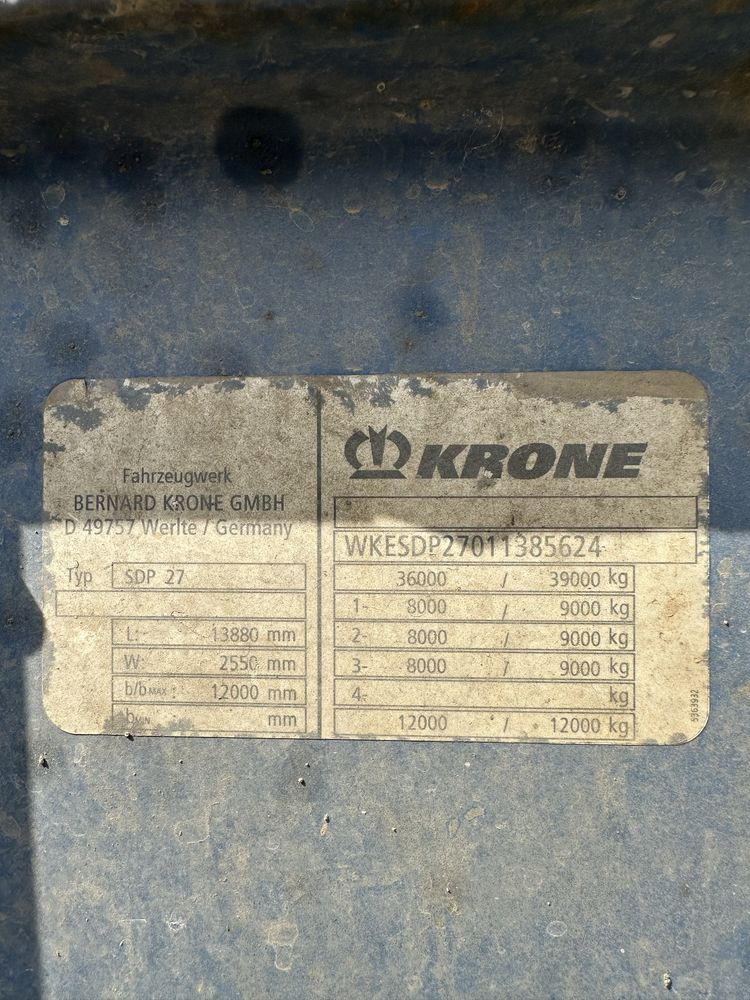 Fahrzeugwerk
BERNARD KRONE GMBH
D 49757 Werlte / Germany
Typ SDP 27
L: 13880 mm
W: 2550 mm
b/bMAX : 12000 mm
bMIN mm
KRONE
WKESDP27011385624
36000 / 39000 kg
1- 8000 / 9000 kg
2- 8000 / 9000 kg
3- 8000 / 9000 kg
4- kg
12000 / 12000 kg
5363932